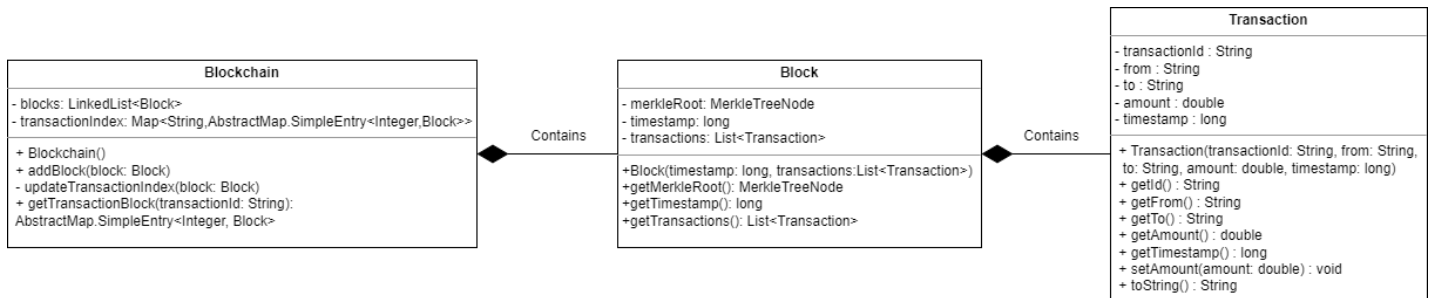 Blockchain
- blocks: LinkedList<Block>
- transactionIndex: Map<String,AbstractMap.SimpleEntry<Integer,Block>>
+ Blockchain()
+ addBlock(block: Block)
- updateTransactionIndex(block: Block)
+ getTransactionBlock(transactionId: String):
AbstractMap.SimpleEntry<Integer, Block>
Contains
Block
- merkleRoot: MerkleTreeNode
- timestamp: long
- transactions: List<Transaction>
+Block(timestamp: long, transactions:List<Transaction>)
+getMerkleRoot(): MerkleTreeNode
+getTimestamp(): long
+getTransactions(): List<Transaction>
Contains
Transaction
- transactionId : String
- from : String
- to : String
- amount : double
- timestamp : long
+ Transaction(transactionId: String, from: String,
to: String, amount: double, timestamp: long)
+ getId() : String
+ getFrom() : String
+ getTo() : String
+ getAmount() : double
+ getTimestamp() : long
+ setAmount(amount: double) : void
+ toString() : String